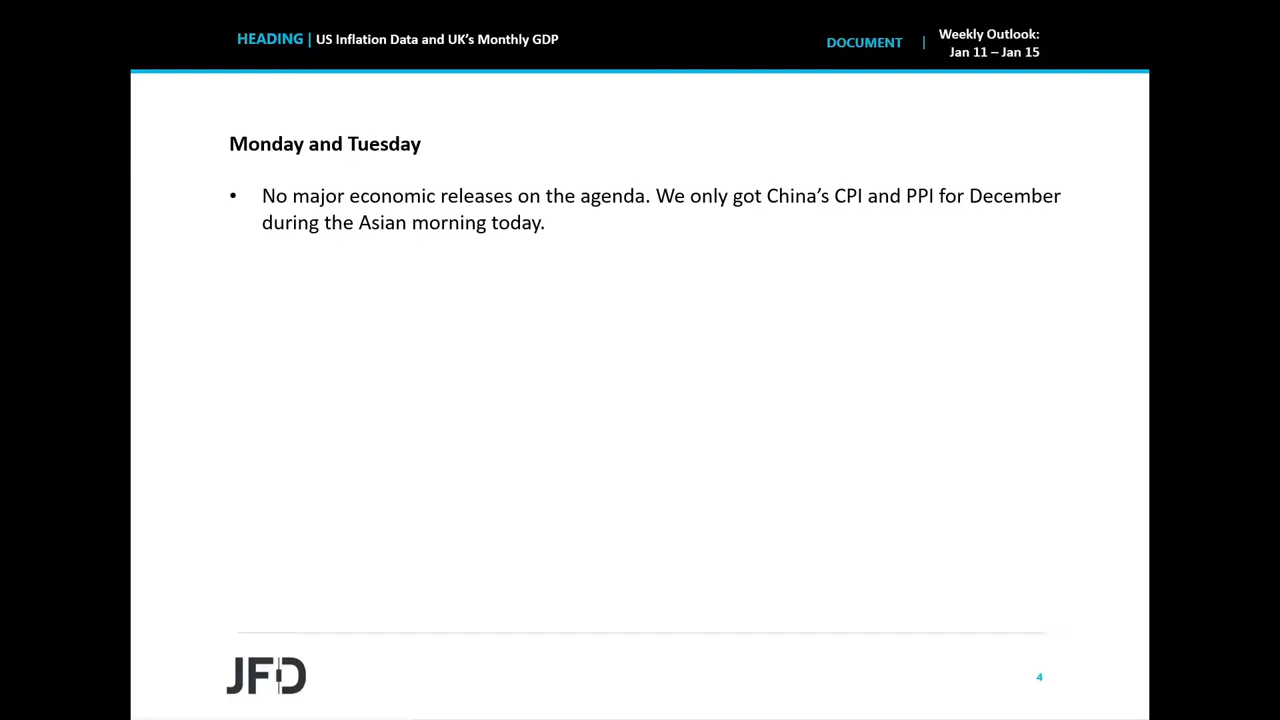 HEADING | US Inflation Data and UK's Monthly GDP
DOCUMENT |
Weekly Outlook:
Jan 11 – Jan 15
Monday and Tuesday
• No major economic releases on the agenda. We only got China’s CPI and PPI for December
during the Asian morning today.
JFD
4